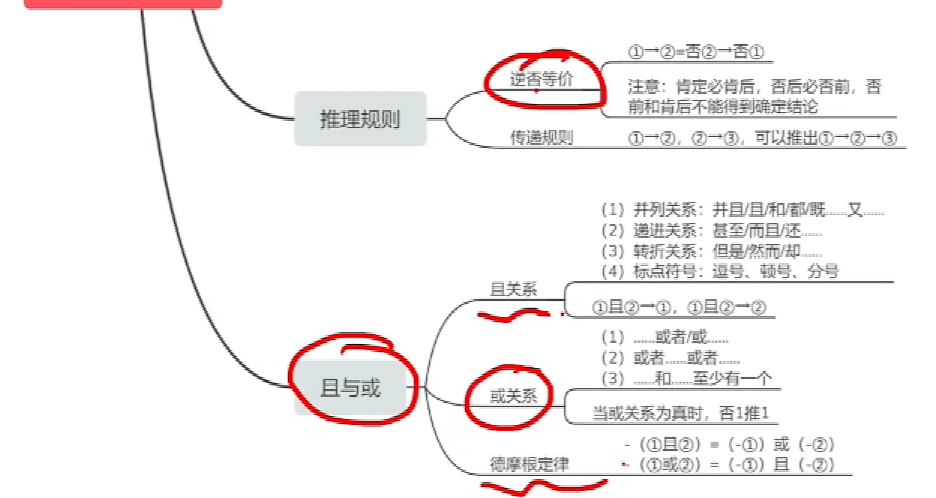 ①→②=否②→否①
逆否等价
注意：肯定必肯后，否后必否前，否
前和肯后不能得到确定结论
推理规则
传递规则
①→②，②→③，可以推出①→②→③
（1）并列关系：并且/且/和/都/既……又……
（2）递进关系：甚至/而且/还……
（3）转折关系：但是/然而/却……
（4）标点符号：逗号、顿号、分号
且关系
①且②→①，①且②→②
（1）……或者/或……
（2）或者……或者……
（3）……和……至少有一个
且与或
或关系
当或关系为真时，否1推1
-（①且②）=（-①）或（-②）
德摩根定律
-（①或②）=（-①）且（-②）